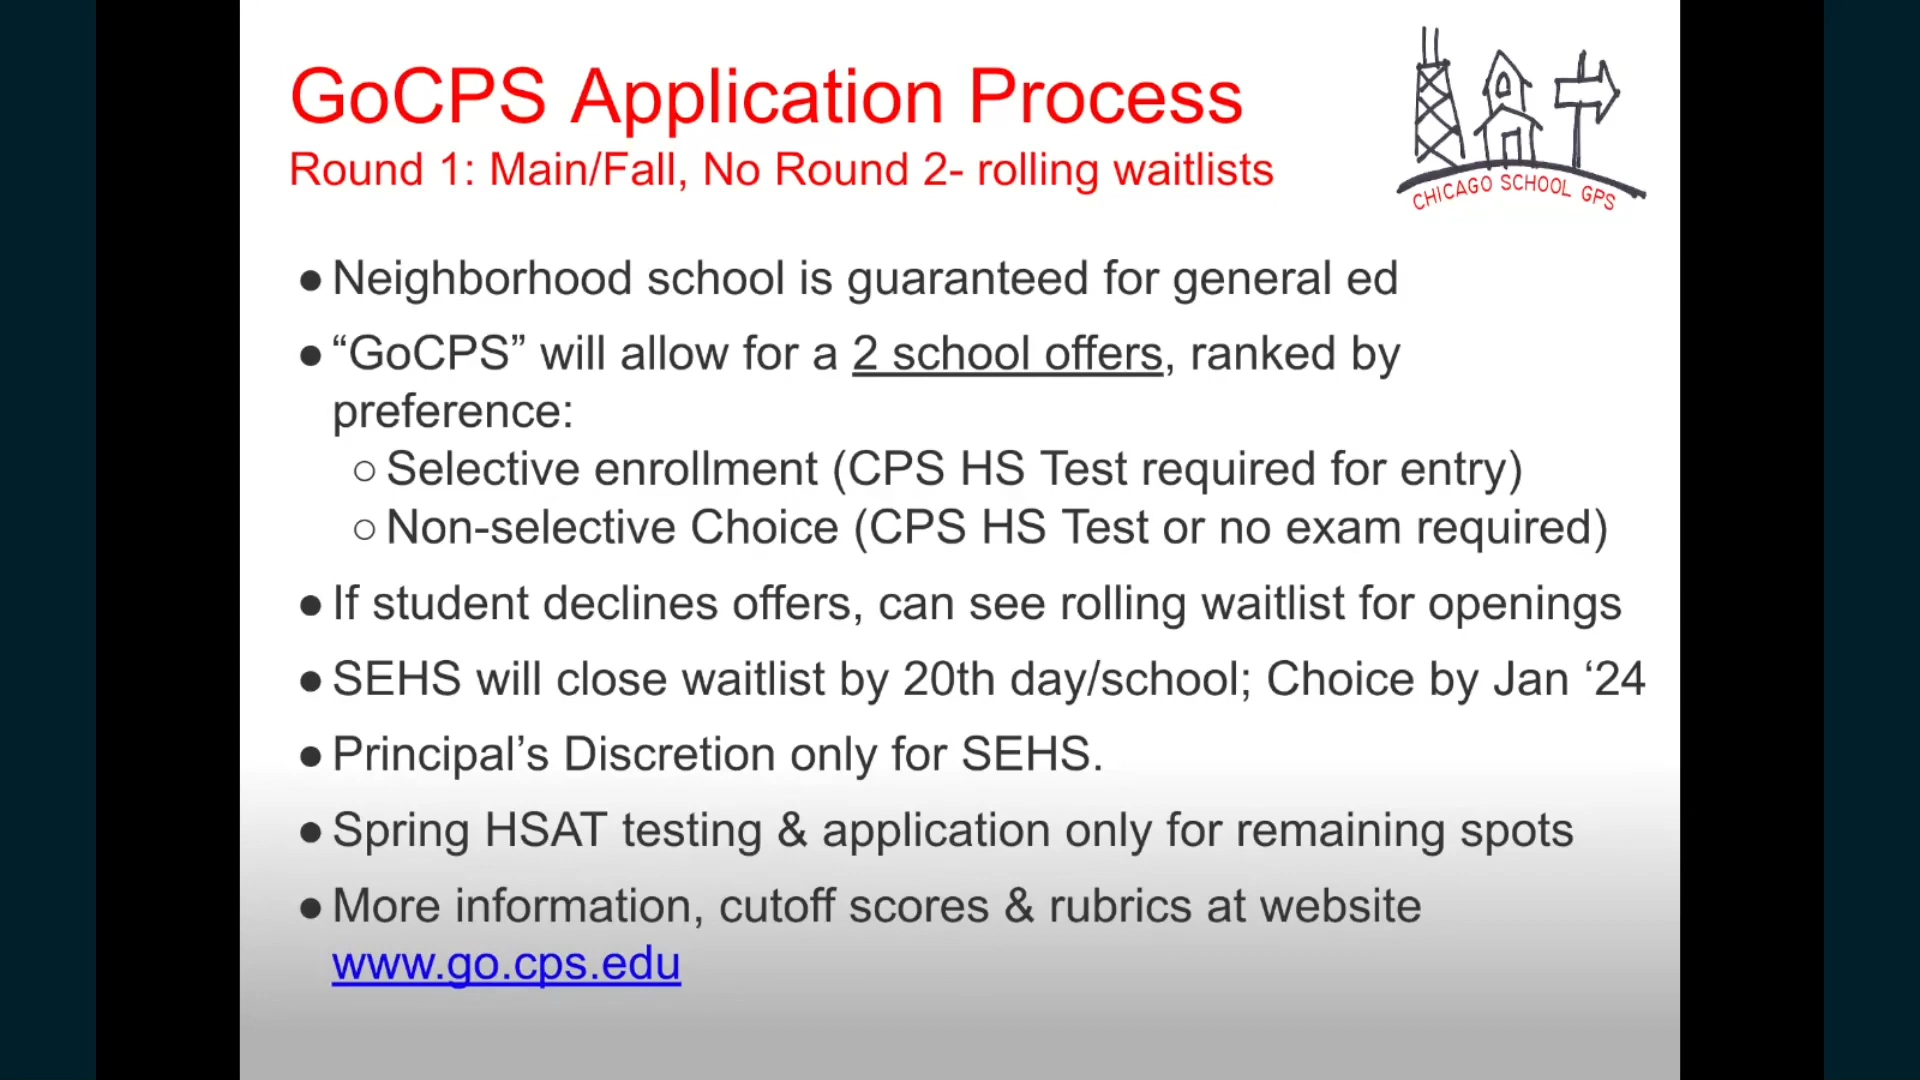 GoCPS Application Process
Round 1: Main/Fall, No Round 2- rolling waitlists
CHICAGO SCHOOL GPS
● Neighborhood school is guaranteed for general ed
● “GoCPS” will allow for a 2 school offers, ranked by
preference:
○ Selective enrollment (CPS HS Test required for entry)
○ Non-selective Choice (CPS HS Test or no exam required)
● If student declines offers, can see rolling waitlist for openings
● SEHS will close waitlist by 20th day/school; Choice by Jan ‘24
● Principal’s Discretion only for SEHS.
● Spring HSAT testing & application only for remaining spots
● More information, cutoff scores & rubrics at website
www.go.cps.edu